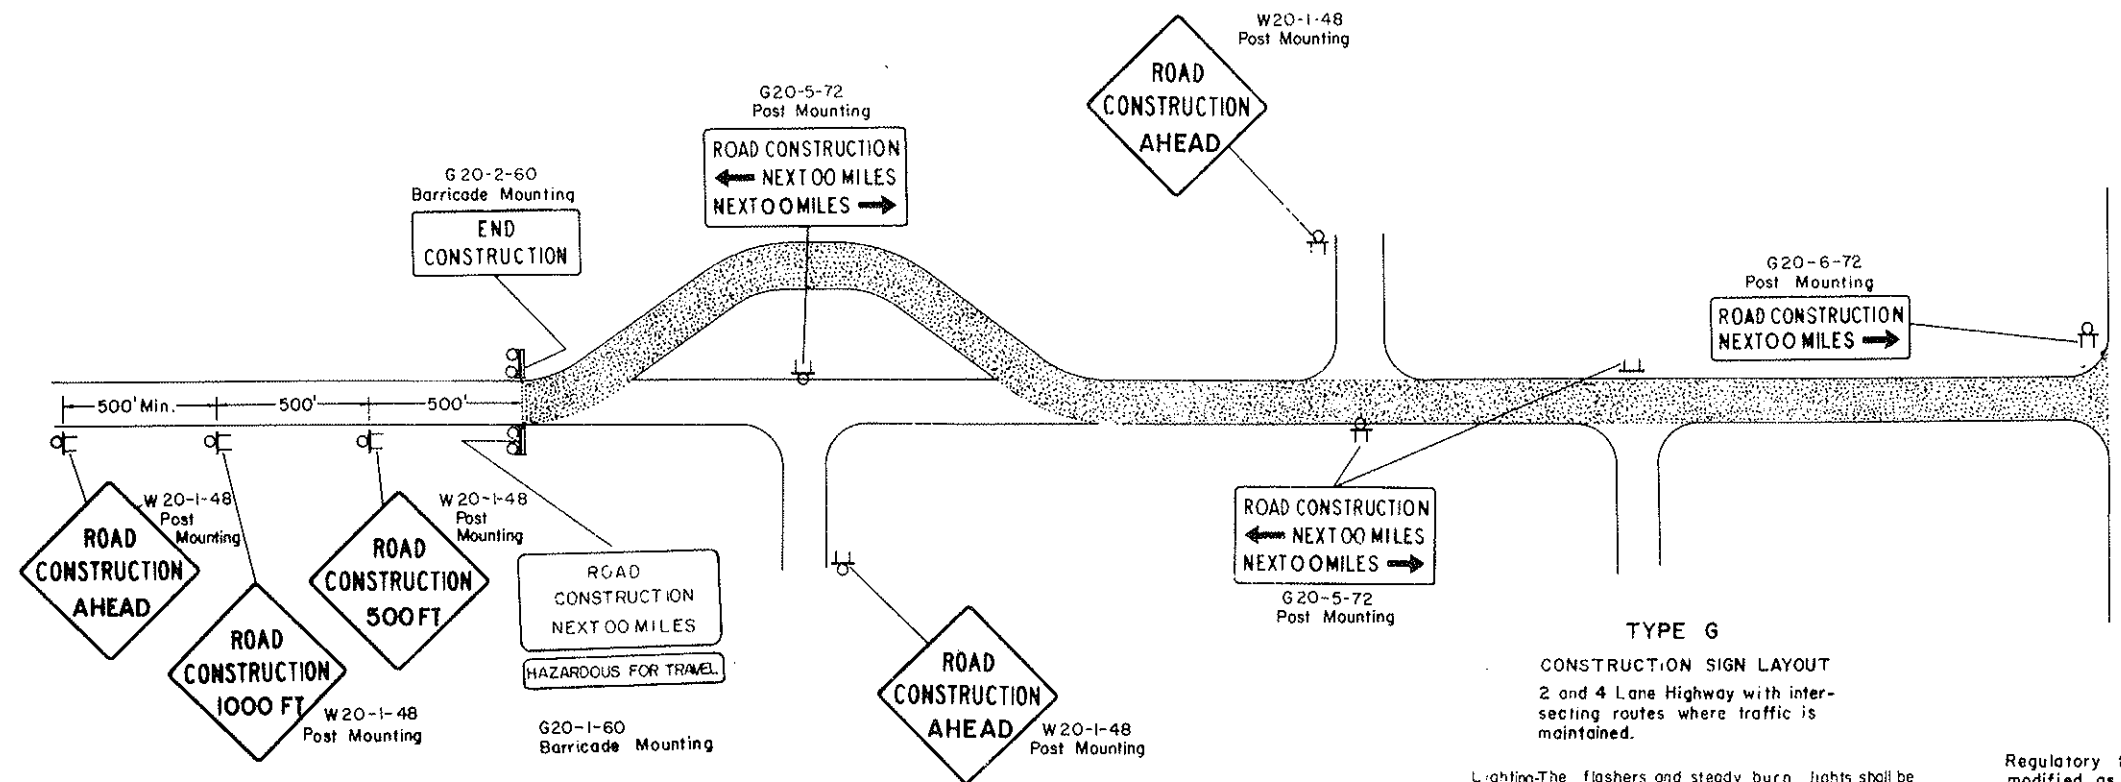 W20-1-48
Post Mounting
ROAD
CONSTRUCTION
AHEAD
G20-5-72
Post Mounting
ROAD CONSTRUCTION
← NEXT 00 MILES
NEXT 00 MILES →
G20-2-60
Barricade Mounting
END
CONSTRUCTION
G20-6-72
Post Mounting
ROAD CONSTRUCTION
NEXT 00 MILES →
500' Min.
500'
500'
W20-1-48
Post
Mounting
ROAD
CONSTRUCTION
AHEAD
W20-1-48
Post Mounting
ROAD
CONSTRUCTION
1000 FT
W20-1-48
Post
Mounting
ROAD
CONSTRUCTION
500 FT
ROAD
CONSTRUCTION
NEXT 00 MILES
HAZARDOUS FOR TRAVEL
G20-1-60
Barricade Mounting
ROAD
CONSTRUCTION
AHEAD
W20-1-48
Post Mounting
ROAD CONSTRUCTION
← NEXT 00 MILES
NEXT 00 MILES →
G20-5-72
Post Mounting
TYPE G
CONSTRUCTION SIGN LAYOUT
2 and 4 Lane Highway with inter-
secting routes where traffic is
maintained.
Lighting-The flashers and steady burn lights shall be
Regulatory
modified as